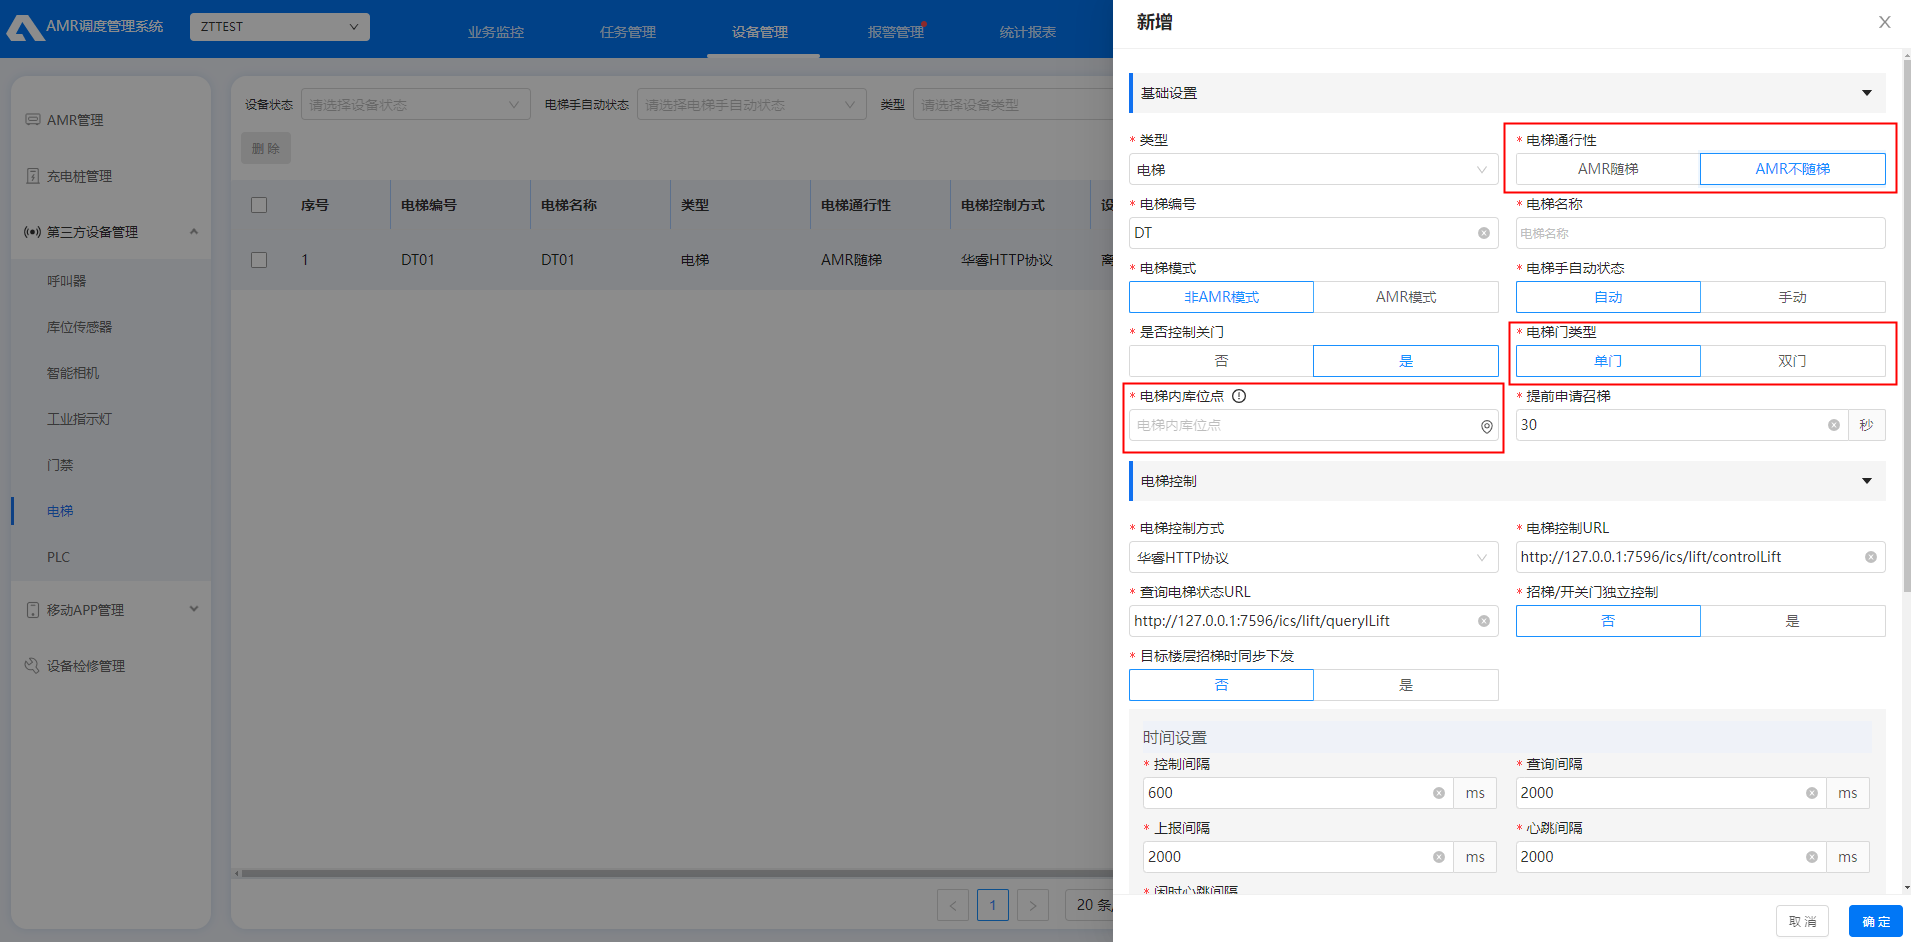 AMR调度管理系统
ZTTEST
业务监控
任务管理
设备管理
报警管理
统计报表
AMR管理
充电桩管理
第三方设备管理
呼叫器
库位传感器
智能相机
工业指示灯
门禁
电梯
PLC
移动APP管理
设备检修管理
设备状态 请选择设备状态 电梯手自动状态 请选择电梯手自动状态 类型 请选择设备类型
删 除
序号 电梯编号 电梯名称 类型 电梯通行性 电梯控制方式 设
1 DT01 DT01 电梯 AMR随梯 华睿HTTP协议 离
1
20 条/
新增
基础设置
* 类型
电梯
* 电梯通行性
AMR随梯 AMR不随梯
* 电梯编号
DT
* 电梯名称
电梯名称
* 电梯模式
非AMR模式 AMR模式
* 电梯手自动状态
自动 手动
* 是否控制关门
否 是
* 电梯门类型
单门 双门
* 电梯内库位点
电梯内库位点
* 提前申请召梯
30 秒
电梯控制
* 电梯控制方式
华睿HTTP协议
* 电梯控制URL
http://127.0.0.1:7596/ics/lift/controlLift
* 查询电梯状态URL
http://127.0.0.1:7596/ics/lift/querylLift
* 招梯/开关门独立控制
否 是
* 目标楼层招梯时同步下发
否 是
时间设置
* 控制间隔
600 ms
* 查询间隔
2000 ms
* 上报间隔
2000 ms
* 心跳间隔
2000 ms
* 闲时心跳间隔
取 消
确 定